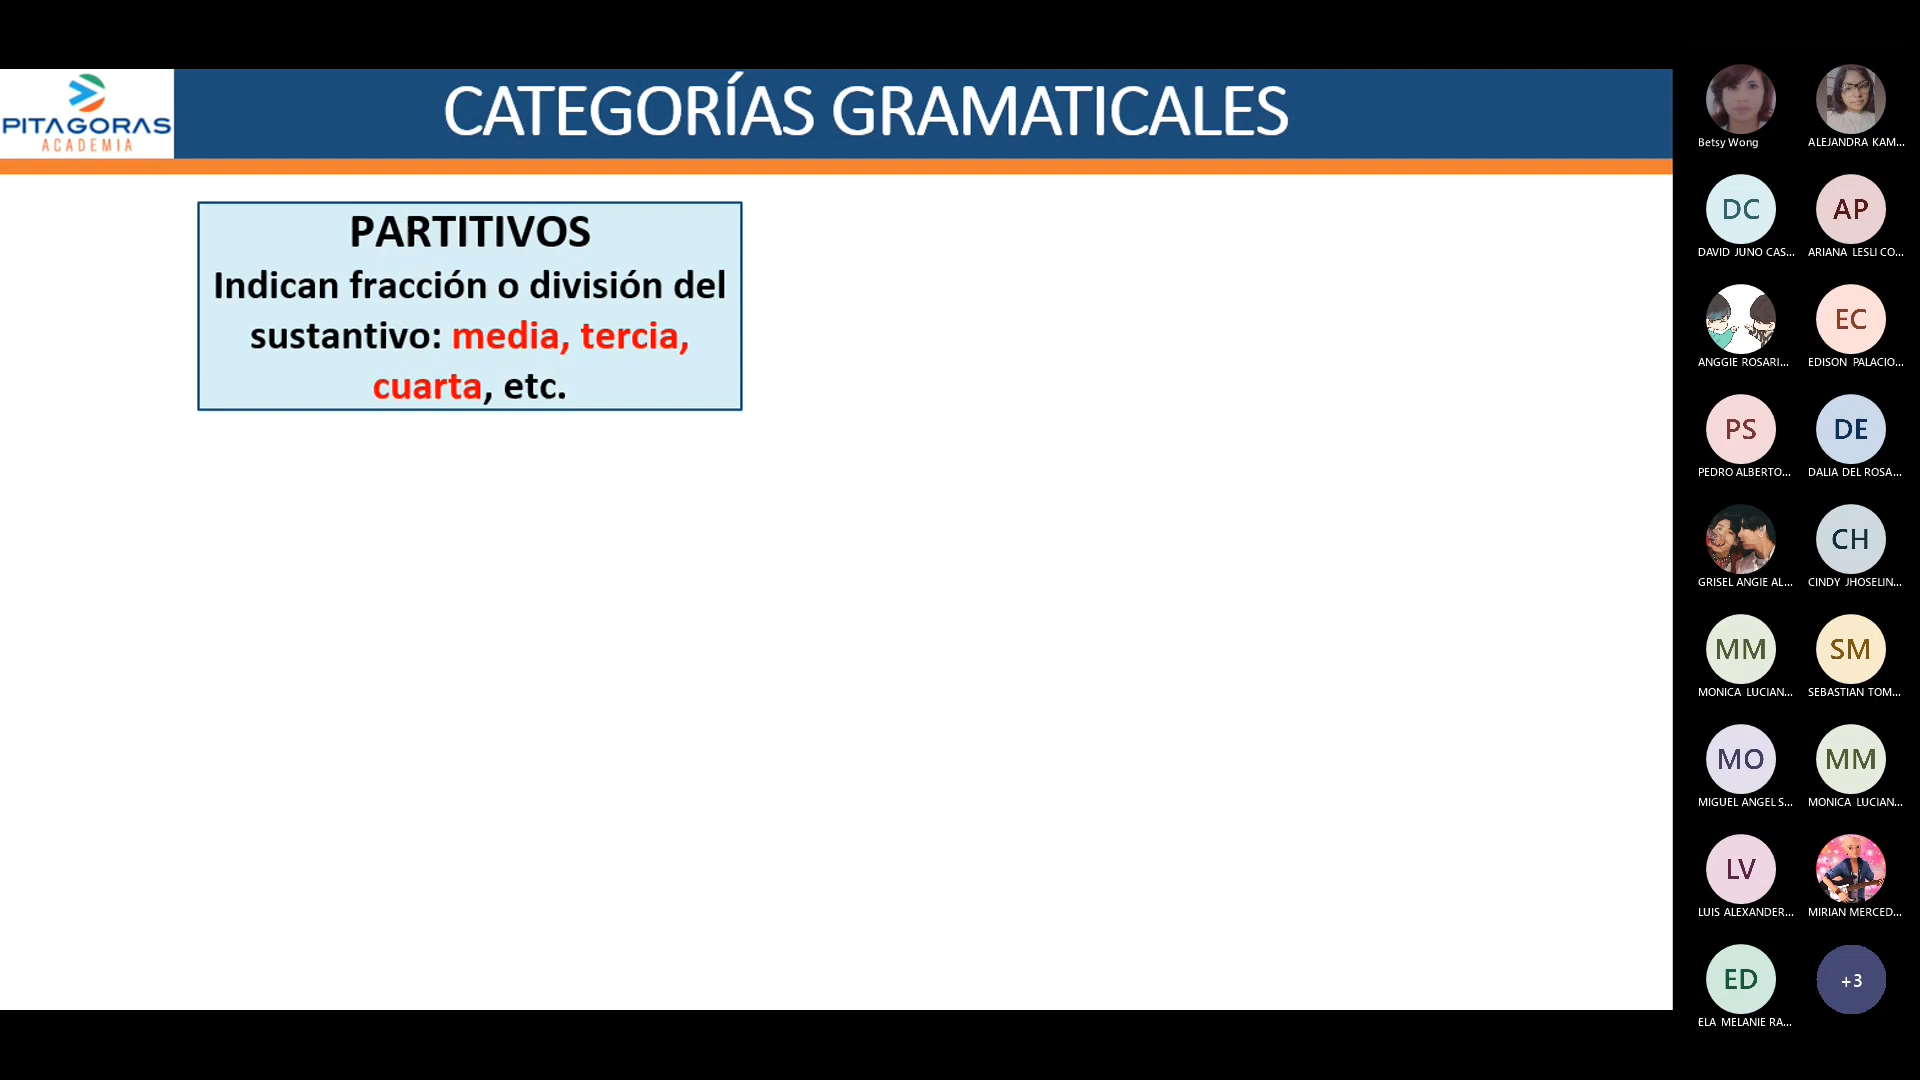 PITAGORAS
ACADEMIA
CATEGORÍAS GRAMATICALES
PARTITIVOS
Indican fracción o división del
sustantivo: media, tercia,
cuarta, etc.
Betsy Wong
ALEJANDRA KAM...
DC
DAVID JUNO CAS...
AP
ARIANA LESLI CO...
ANGGIE ROSARI...
EC
EDISON PALACIO...
PS
PEDRO ALBERTO...
DE
DALIA DEL ROSA...
GRISEL ANGIE AL...
CH
CINDY JHOSELIN...
MM
MONICA LUCIAN...
SM
SEBASTIAN TOM...
MO
MIGUEL ANGEL S...
MM
MONICA LUCIAN...
LV
LUIS ALEXANDER...
MIRIAN MERCED...
ED
ELA MELANIE RA...
+3